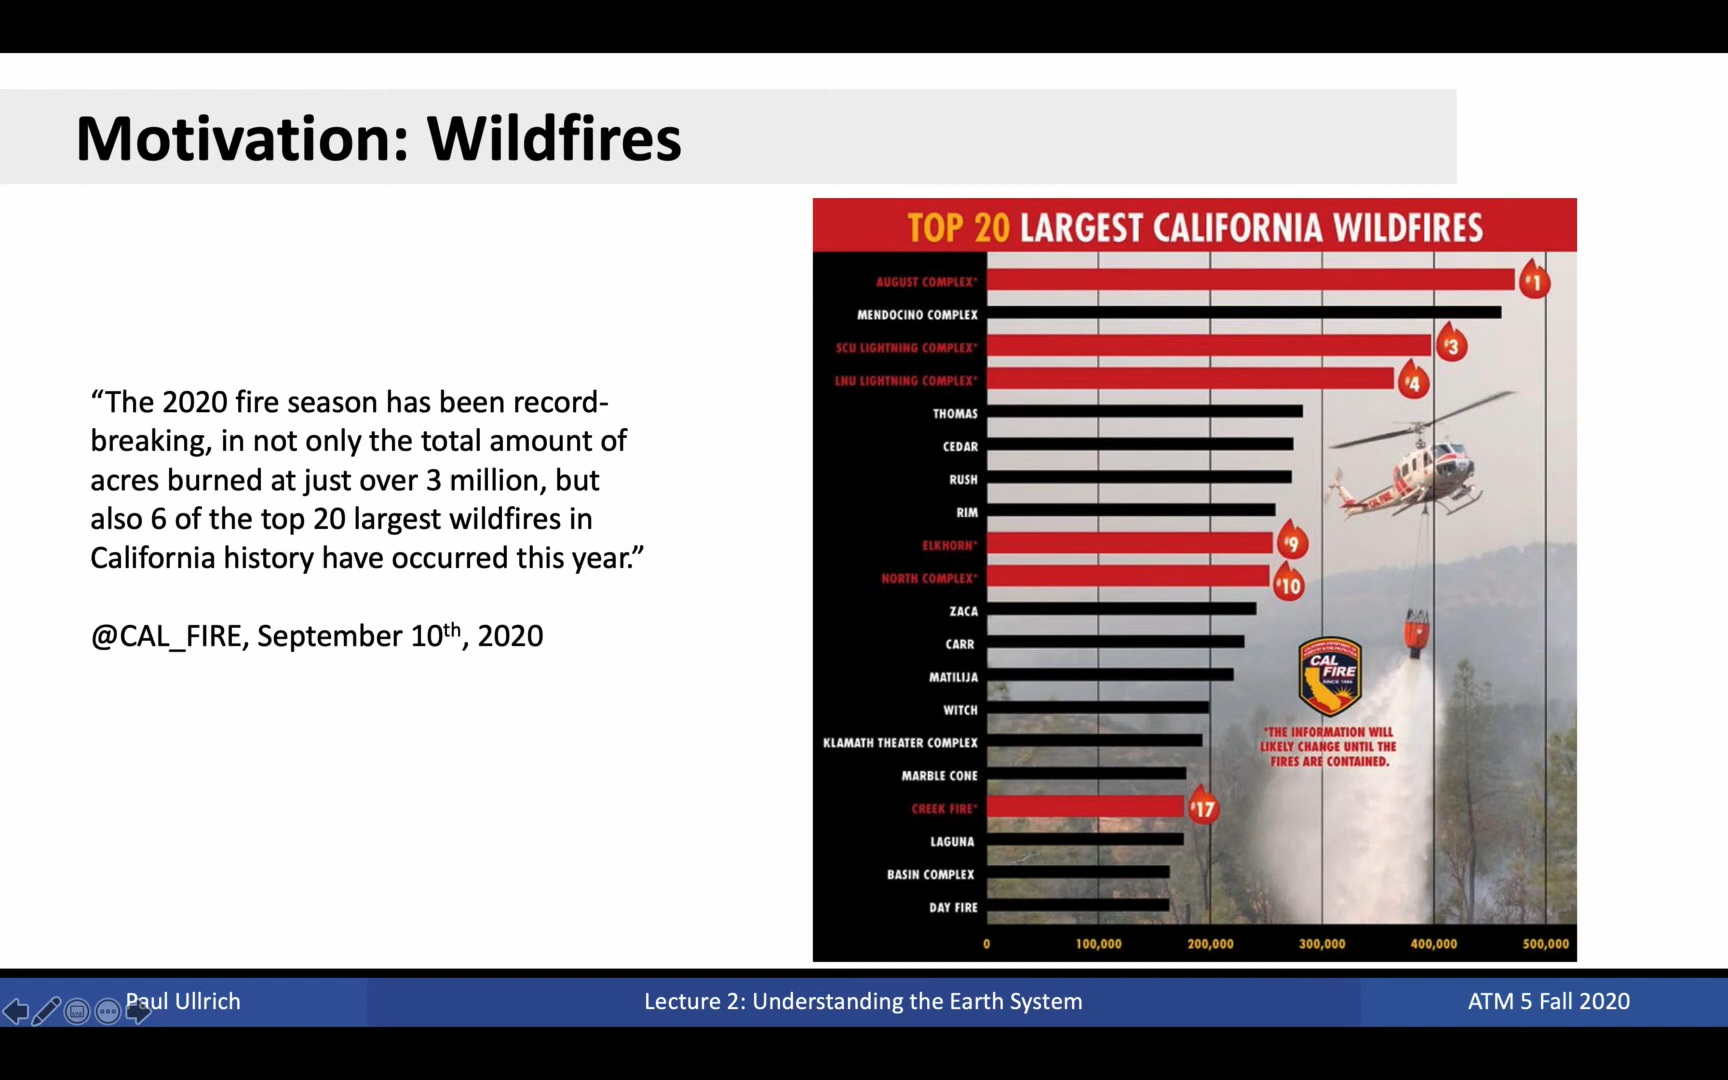 Motivation: Wildfires
“The 2020 fire season has been record-
breaking, in not only the total amount of
acres burned at just over 3 million, but
also 6 of the top 20 largest wildfires in
California history have occurred this year.”
@CAL_FIRE, September 10th, 2020
TOP 20 LARGEST CALIFORNIA WILDFIRES
AUGUST COMPLEX*
#1
MENDOCINO COMPLEX
SCU LIGHTNING COMPLEX*
#3
LNU LIGHTNING COMPLEX*
#4
THOMAS
CEDAR
RUSH
RIM
ELKHORN*
#9
NORTH COMPLEX*
#10
ZACA
CARR
MATILIJA
WITCH
KLAMATH THEATER COMPLEX
MARBLE CONE
CREEK FIRE*
#17
LAGUNA
BASIN COMPLEX
DAY FIRE
CAL FIRE
CAL
FIRE
SINCE 1885
*THE INFORMATION WILL
LIKELY CHANGE UNTIL THE
FIRES ARE CONTAINED.
0 100,000 200,000 300,000 400,000 500,000
Paul Ullrich
Lecture 2: Understanding the Earth System
ATM 5 Fall 2020